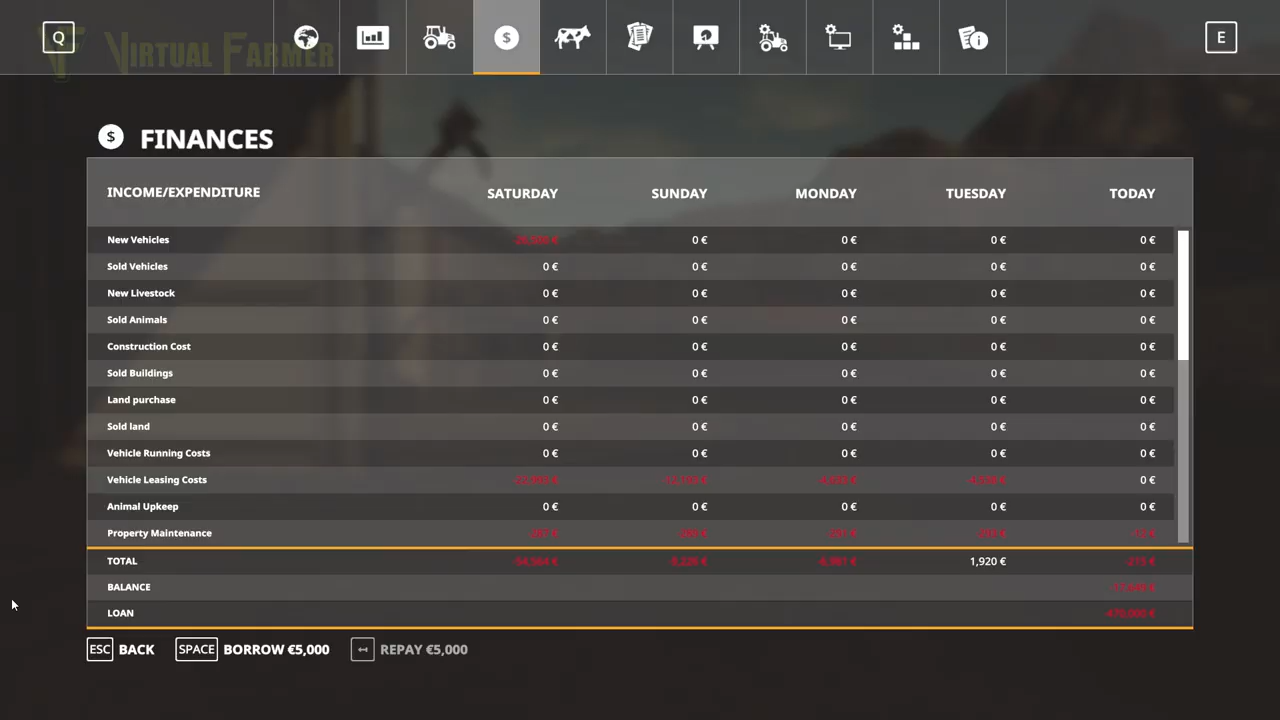 Q
VIRTUAL FARMER
E
FINANCES
INCOME/EXPENDITURE SATURDAY SUNDAY MONDAY TUESDAY TODAY
New Vehicles 0 € 0 € 0 € 0 €
Sold Vehicles 0 € 0 € 0 € 0 € 0 €
New Livestock 0 € 0 € 0 € 0 € 0 €
Sold Animals 0 € 0 € 0 € 0 € 0 €
Construction Cost 0 € 0 € 0 € 0 € 0 €
Sold Buildings 0 € 0 € 0 € 0 € 0 €
Land purchase 0 € 0 € 0 € 0 € 0 €
Sold land 0 € 0 € 0 € 0 € 0 €
Vehicle Running Costs 0 € 0 € 0 € 0 € 0 €
Vehicle Leasing Costs 0 €
Animal Upkeep 0 € 0 € 0 € 0 € 0 €
Property Maintenance
TOTAL 1,920 €
BALANCE
LOAN -470,000 €
ESC BACK SPACE BORROW €5,000 ↔ REPAY €5,000